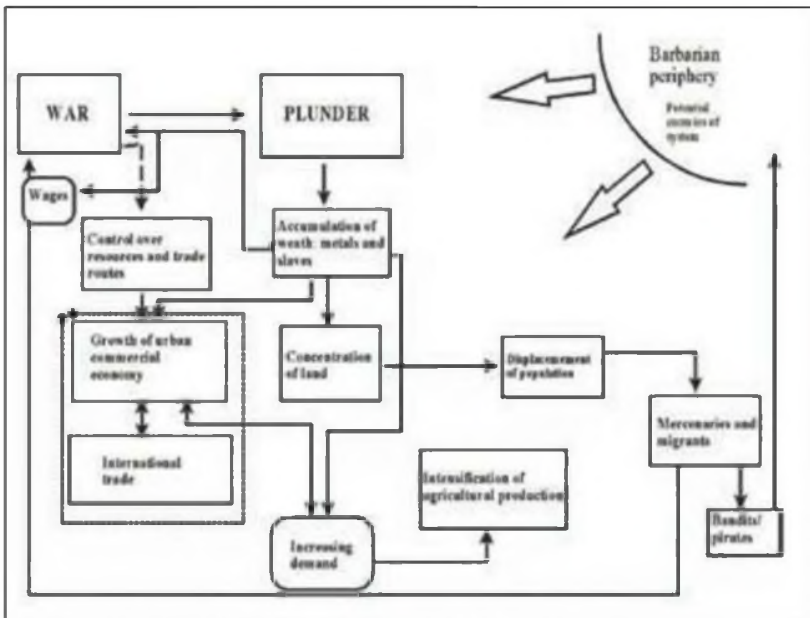 WAR
PLUNDER
Barbarian
periphery
Potential
enemies of
system
Wages
Control over
resources and trade
routes
Accumulation of
weath: metals and
slaves
Growth of urban
commercial
economy
Concentration
of land
Displacemement
of population
Mercenaries and
migrants
International
trade
Intensification of
agricultural production
Bandits/
pirates
Increasing
demand